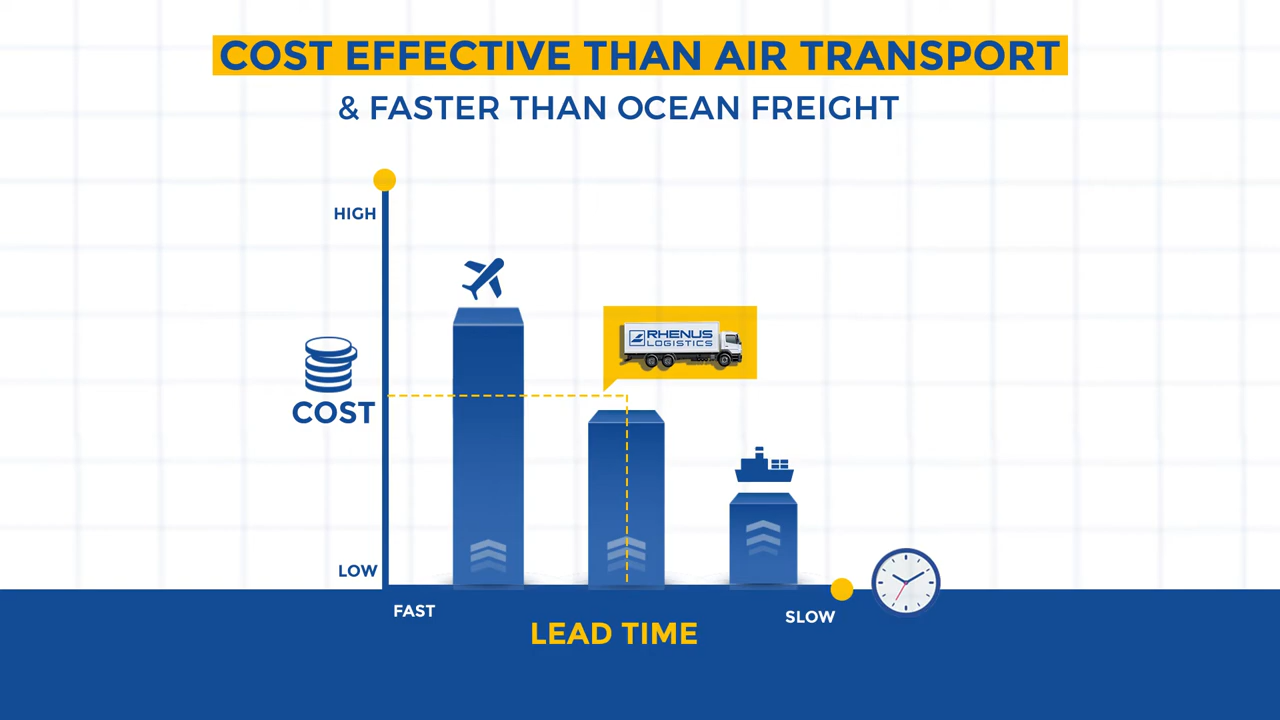 COST EFFECTIVE THAN AIR TRANSPORT
& FASTER THAN OCEAN FREIGHT
HIGH
RHENUS
LOGISTICS
COST
LOW
FAST
SLOW
LEAD TIME